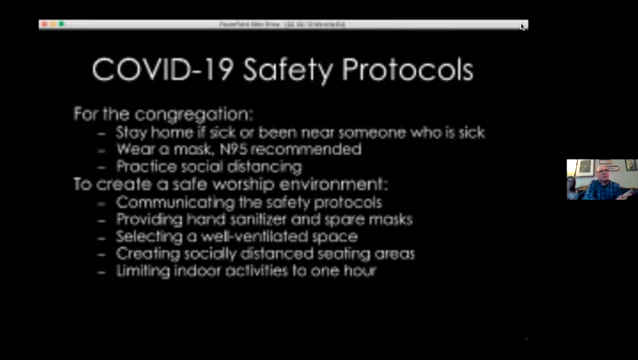 COVID-19 Safety Protocols
For the congregation:
– Stay home if sick or been near someone who is sick
– Wear a mask, N95 recommended
– Practice social distancing
To create a safe worship environment:
– Communicating the safety protocols
– Providing hand sanitizer and spare masks
– Selecting a well-ventilated space
– Creating socially distanced seating areas
– Limiting indoor activities to one hour